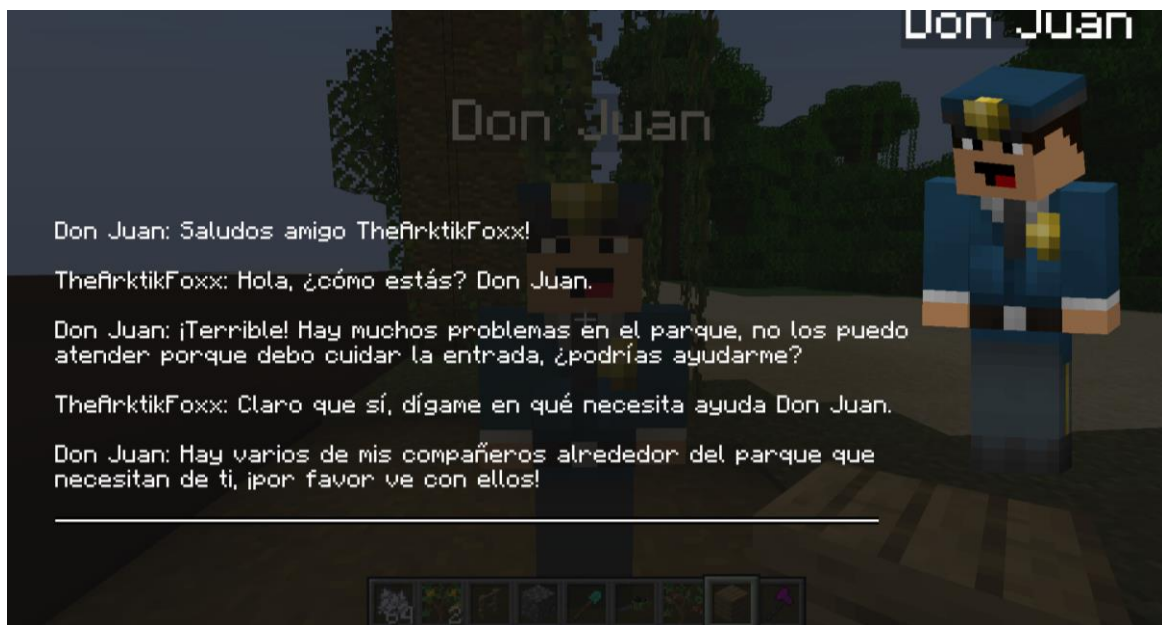 Don Juan
Don Juan
Don Juan: Saludos amigo TheArktikFoxx!
TheArktikFoxx: Hola, ¿cómo estás? Don Juan.
Don Juan: ¡Terrible! Hay muchos problemas en el parque, no los puedo
atender porque debo cuidar la entrada, ¿podrías ayudarme?
TheArktikFoxx: Claro que sí, dígame en qué necesita ayuda Don Juan.
Don Juan: Hay varios de mis compañeros alrededor del parque que
necesitan de ti, ¡por favor ve con ellos!
64 2